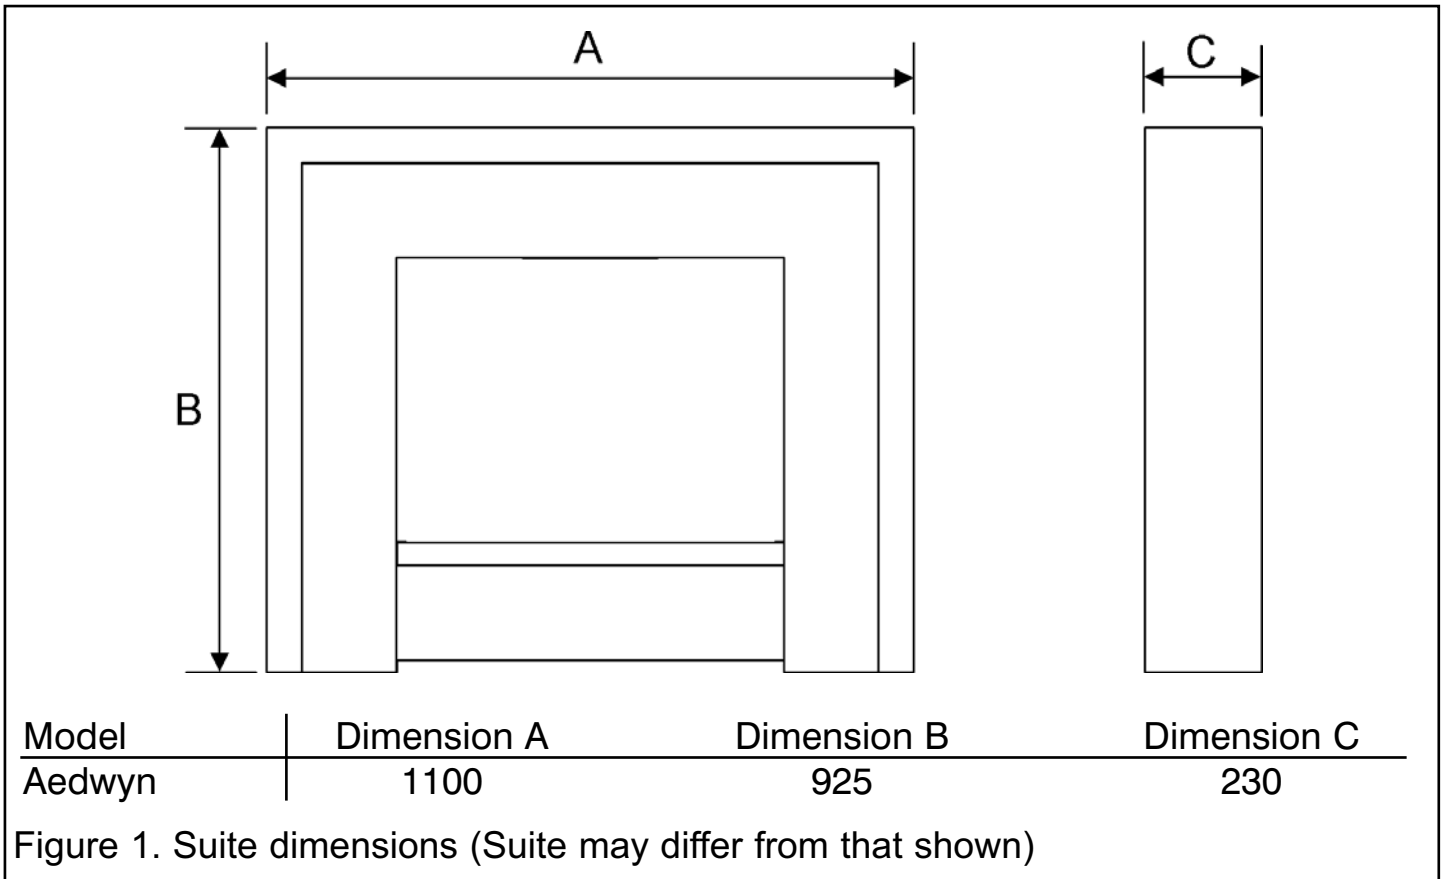 A
C
B
Model Dimension A Dimension B Dimension C
Aedwyn 1100 925 230
Figure 1. Suite dimensions (Suite may differ from that shown)